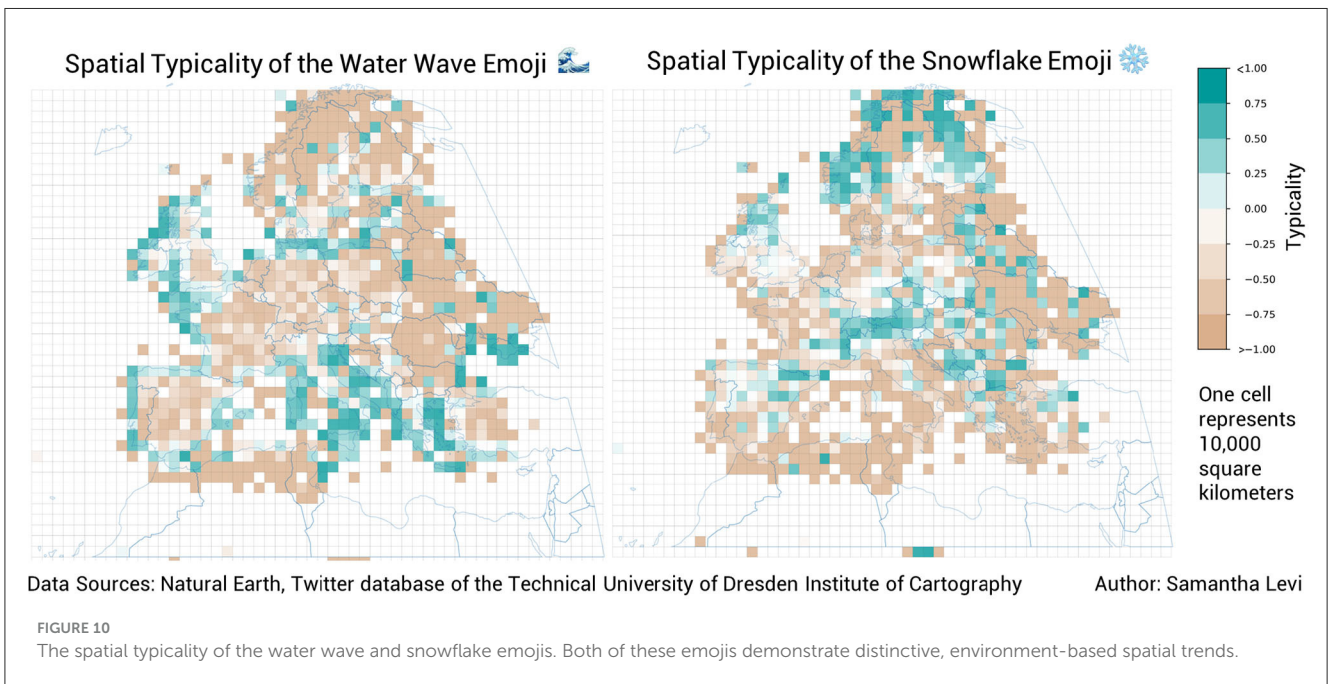 Spatial Typicality of the Water Wave Emoji 🌊
Spatial Typicality of the Snowflake Emoji ❄️
<1.00
0.75
0.50
0.25
0.00
−0.25
−0.50
−0.75
>−1.00
Typicality
One cell
represents
10,000
square
kilometers
Data Sources: Natural Earth, Twitter database of the Technical University of Dresden Institute of Cartography
Author: Samantha Levi
FIGURE 10
The spatial typicality of the water wave and snowflake emojis. Both of these emojis demonstrate distinctive, environment-based spatial trends.